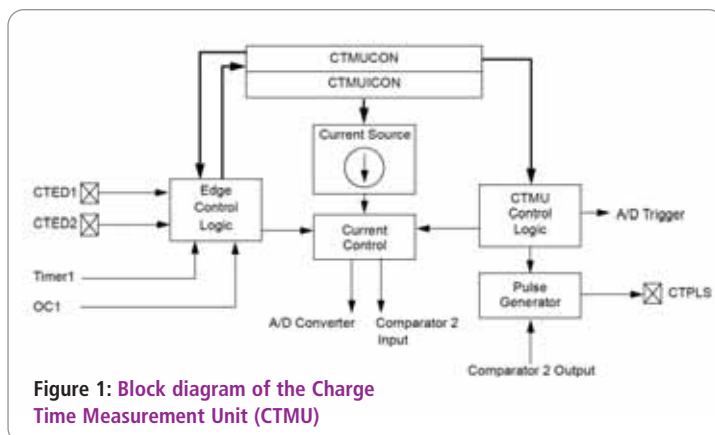 CTMUCON
CTMUICON
Current Source
CTED1
CTED2
Edge
Control
Logic
Current
Control
CTMU
Control
Logic
A/D Trigger
Timer1
OC1
Pulse
Generator
CTPLS
A/D Converter
Comparator 2
Input
Comparator 2 Output
Figure 1: Block diagram of the Charge
Time Measurement Unit (CTMU)